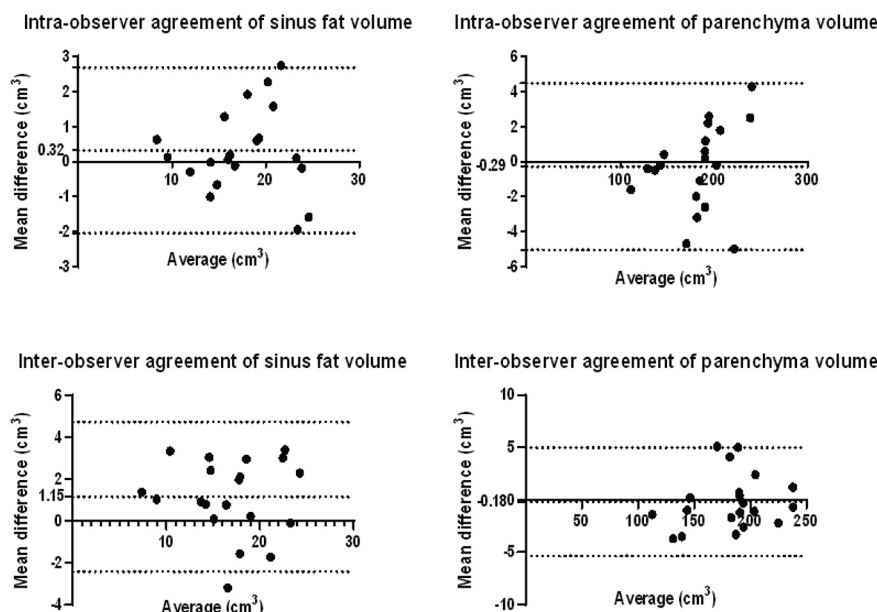 Intra-observer agreement of sinus fat volume
Mean difference (cm³)
3
2
1
0.32
0
-1
-2
-3
10 20 30
Average (cm³)
Intra-observer agreement of parenchyma volume
Mean difference (cm³)
6
4
2
0
-0.29
-2
-4
-6
100 200 300
Average (cm³)
Inter-observer agreement of sinus fat volume
Mean difference (cm³)
6
4
2
1.15
0
-2
-4
10 20 30
Average (cm³)
Inter-observer agreement of parenchyma volume
Mean difference (cm³)
10
5
-0.180
-5
-10
50 100 150 200 250
Average (cm³)